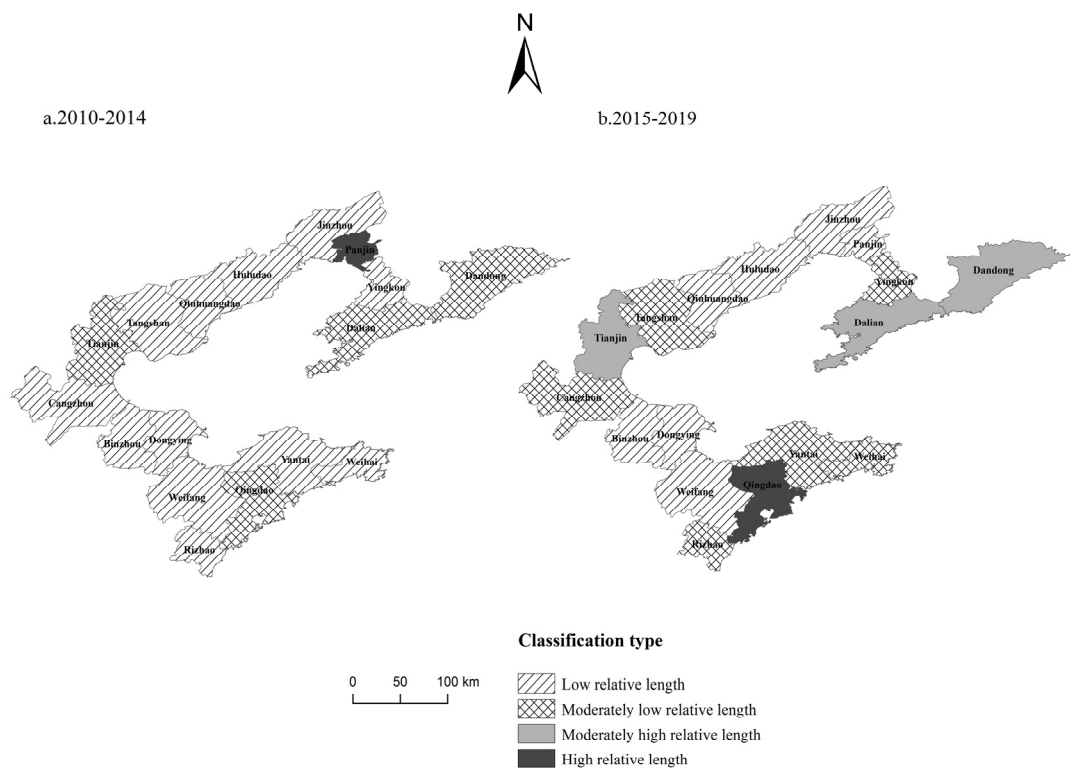 N
a.2010-2014
b.2015-2019
Jinzhou
Panjin
Huludao
Yingkou
Dandong
Qinhuangdao
Tangshan
Dalian
Tianjin
Cangzhou
Binzhou
Dongying
Yantai
Weihai
Weifang
Qingdao
Rizhao
Jinzhou
Panjin
Huludao
Yingkou
Dandong
Qinhuangdao
Tangshan
Dalian
Tianjin
Cangzhou
Binzhou
Dongying
Yantai
Weihai
Weifang
Qingdao
Rizhao
Classification type
0 50 100 km
Low relative length
Moderately low relative length
Moderately high relative length
High relative length